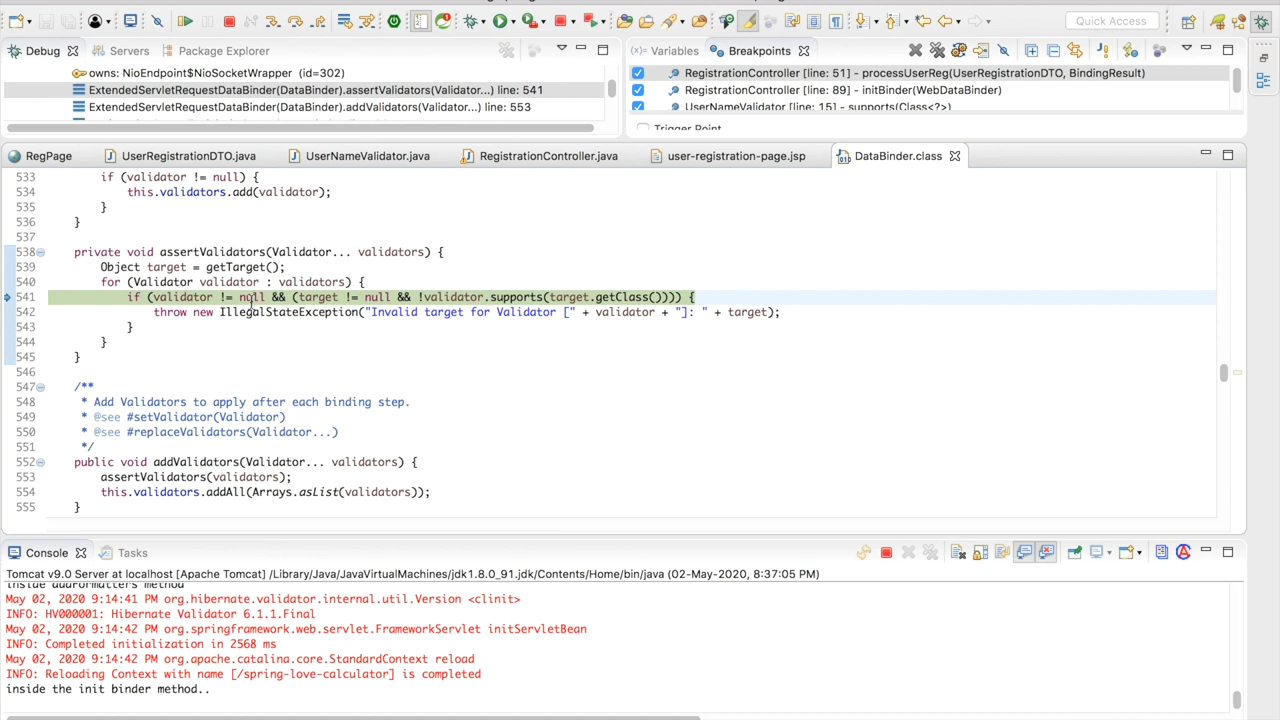 Quick Access
Debug
Servers
Package Explorer
(x)= Variables
Breakpoints
owns: NioEndpoint$NioSocketWrapper (id=302)
ExtendedServletRequestDataBinder(DataBinder).assertValidators(Validator...) line: 541
ExtendedServletRequestDataBinder(DataBinder).addValidators(Validator...) line: 553
RegistrationController [line: 51] - processUserReg(UserRegistrationDTO, BindingResult)
RegistrationController [line: 89] - initBinder(WebDataBinder)
UserNameValidator [line: 15] - supports(Class<?>)
Trigger Point
RegPage
UserRegistrationDTO.java
UserNameValidator.java
RegistrationController.java
user-registration-page.jsp
DataBinder.class
533 if (validator != null) {
534 this.validators.add(validator);
535 }
536 }
537
538 private void assertValidators(Validator... validators) {
539 Object target = getTarget();
540 for (Validator validator : validators) {
541 if (validator != null && (target != null && !validator.supports(target.getClass()))) {
542 throw new IllegalStateException("Invalid target for Validator [" + validator + "]: " + target);
543 }
544 }
545 }
546
547 /**
548 * Add Validators to apply after each binding step.
549 * @see #setValidator(Validator)
550 * @see #replaceValidators(Validator...)
551 */
552 public void addValidators(Validator... validators) {
553 assertValidators(validators);
554 this.validators.addAll(Arrays.asList(validators));
555 }
Console
Tasks
Tomcat v9.0 Server at localhost [Apache Tomcat] /Library/Java/JavaVirtualMachines/jdk1.8.0_91.jdk/Contents/Home/bin/java (02-May-2020, 8:37:05 PM)
inside addFormatters method
May 02, 2020 9:14:41 PM org.hibernate.validator.internal.util.Version <clinit>
INFO: HV000001: Hibernate Validator 6.1.1.Final
May 02, 2020 9:14:42 PM org.springframework.web.servlet.FrameworkServlet initServletBean
INFO: Completed initialization in 2568 ms
May 02, 2020 9:14:42 PM org.apache.catalina.core.StandardContext reload
INFO: Reloading Context with name [/spring-love-calculator] is completed
inside the init binder method..